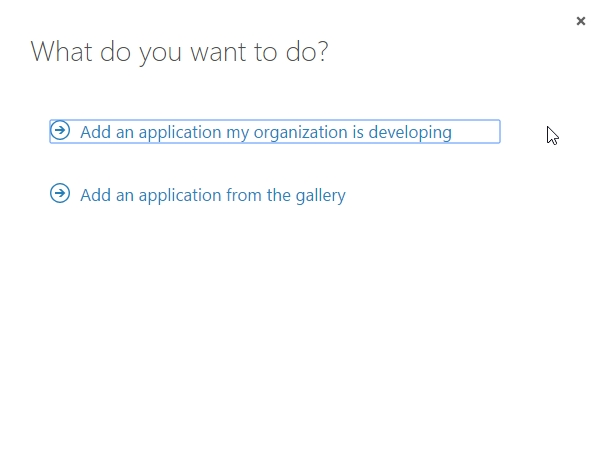 What do you want to do?
Add an application my organization is developing
Add an application from the gallery